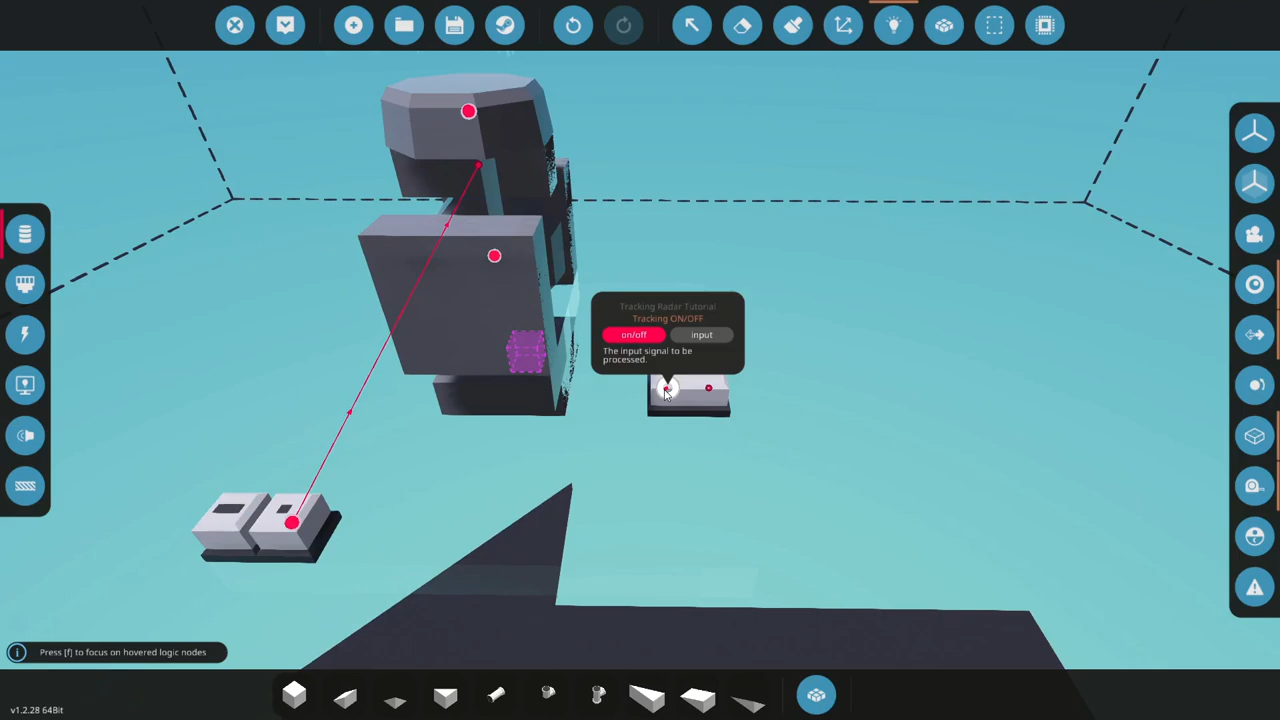 Tracking Radar Tutorial
Tracking ON/OFF
on/off input
The input signal to be
processed.
Press [f] to focus on hovered logic nodes
v1.2.28 64Bit